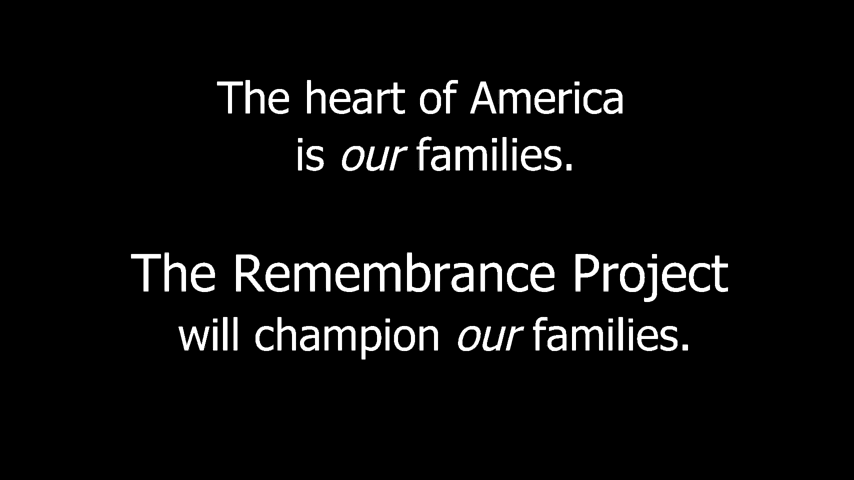 The heart of America
is our families.
The Remembrance Project
will champion our families.